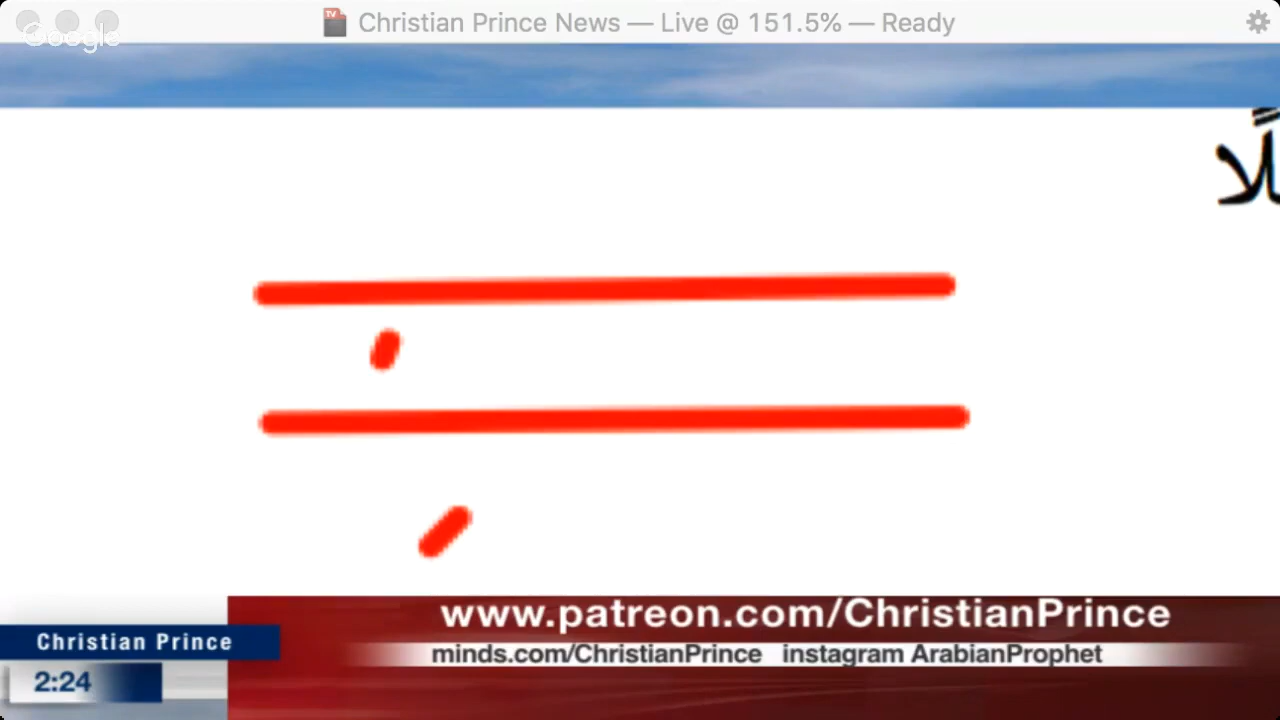 Christian Prince News — Live @ 151.5% — Ready
Google
www.patreon.com/ChristianPrince
minds.com/ChristianPrince instagram ArabianProphet
Christian Prince
2:24